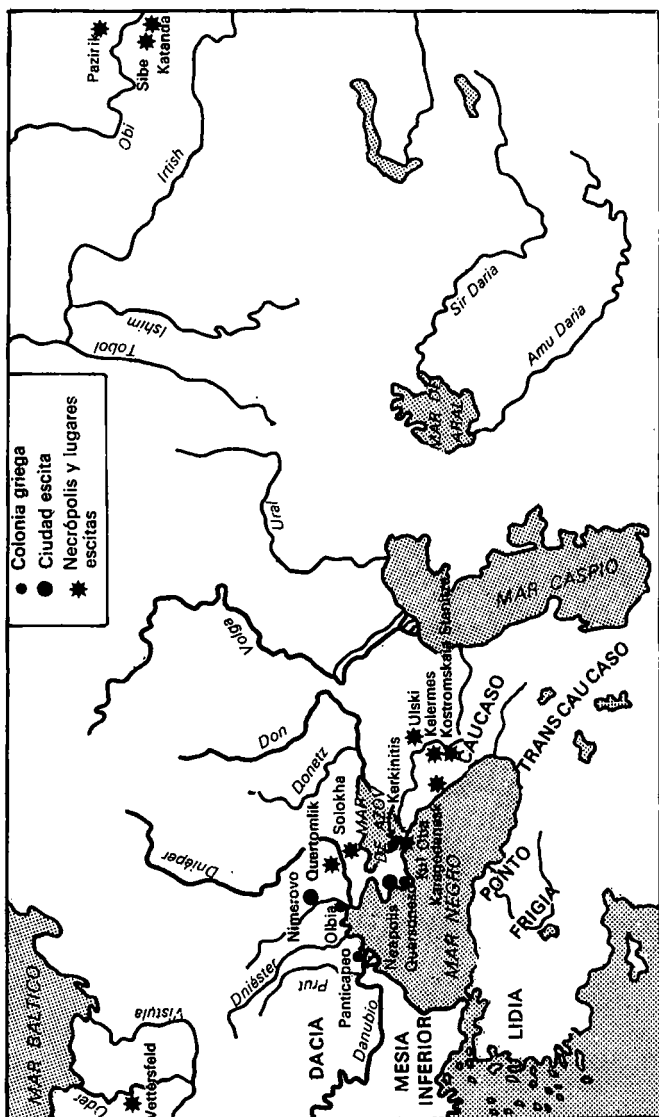 Colonia griega
Ciudad escita
Necrópolis y lugares
escitas
Pazirik
Sibe
Katanda
Obi
Irtish
Ishim
Tobol
Sir Daria
Amu Daria
MAR DE
ARAL
Ural
MAR CASPIO
Volga
Don
Donetz
Dniéper
Quertomlik
Solokha
MAR
DE AZOV
Kerkinitis
Ulski
Kelermes
Kostromskaia Stanitza
CAUCASO
TRANSCAUCASO
Nimerovo
Olbia
Dniéster
Prut
Panticapeo
Danubio
DACIA
MESIA
INFERIOR
Neapolis
Quersoneso
Kul Oba
MAR NEGRO
PONTO
FRIGIA
LIDIA
MAR BALTICO
Vistula
Oder
Vettersfeld